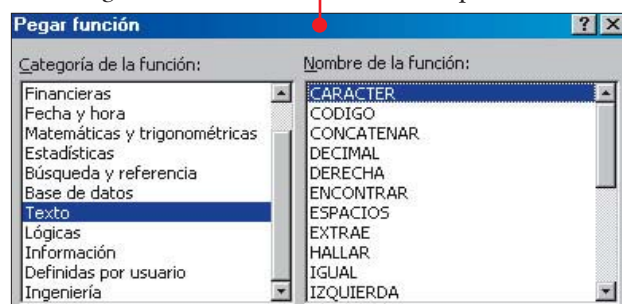 Pegar función
Categoría de la función:
Nombre de la función:
Financieras
Fecha y hora
Matemáticas y trigonométricas
Estadísticas
Búsqueda y referencia
Base de datos
Texto
Lógicas
Información
Definidas por usuario
Ingeniería
CARACTER
CODIGO
CONCATENAR
DECIMAL
DERECHA
ENCONTRAR
ESPACIOS
EXTRAE
HALLAR
IGUAL
IZQUIERDA